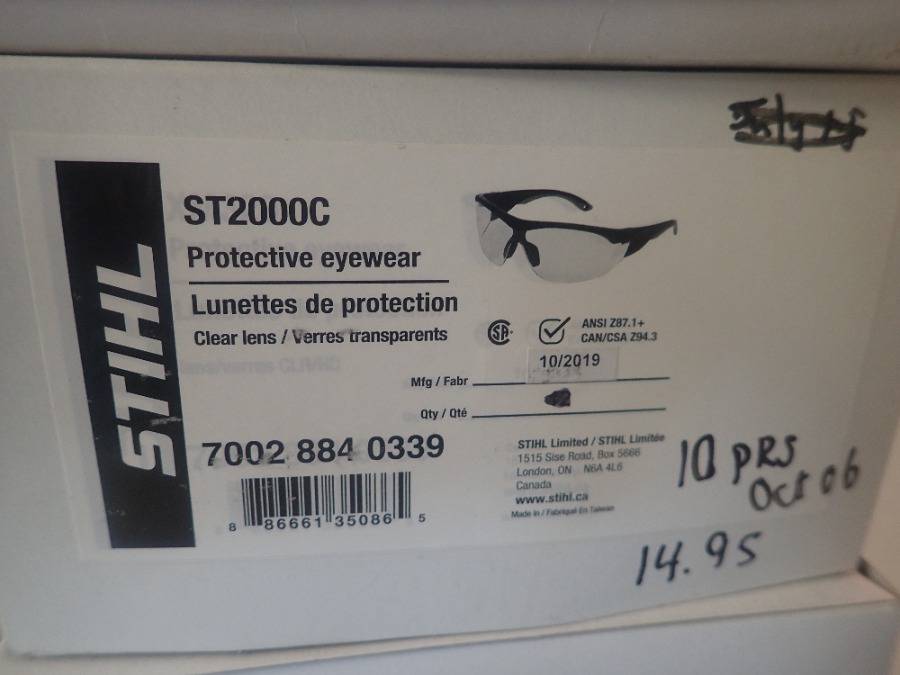 STIHL
ST2000C
Protective eyewear
Lunettes de protection
Clear lens / Verres transparents
SA
ANSI Z87.1+
CAN/CSA Z94.3
10/2019
Mfg / Fabr
Qty / Qté
7002 884 0339
8 86661 35086 5
STIHL Limited / STIHL Limitée
1515 Sise Road, Box 5666
London, ON N6A 4L6
Canada
www.stihl.ca
Made in / Fabriqué En Taiwan
10 PRS
Oct 06
14.95